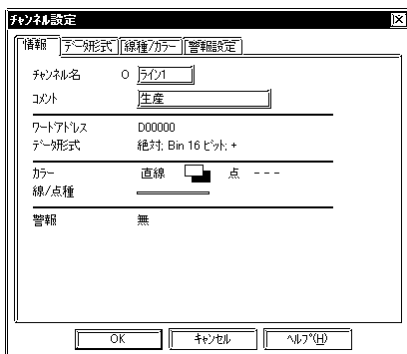 チャンネル設定
情報 データ形式 線種/カラー 警報設定
チャンネル名 0 ライン1
コメント 生産
ワードアドレス D00000
データ形式 絶対; Bin 16 ビット; +
カラー 直線 点 ---
線/点種
警報 無
OK キャンセル ヘルプ(H)